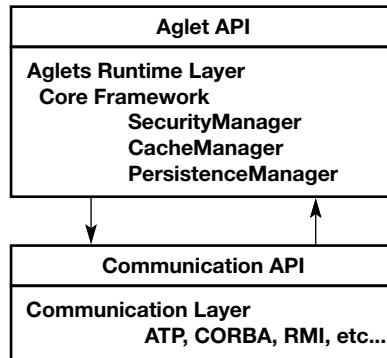 Aglet API
Aglets Runtime Layer
Core Framework
SecurityManager
CacheManager
PersistenceManager
Communication API
Communication Layer
ATP, CORBA, RMI, etc...